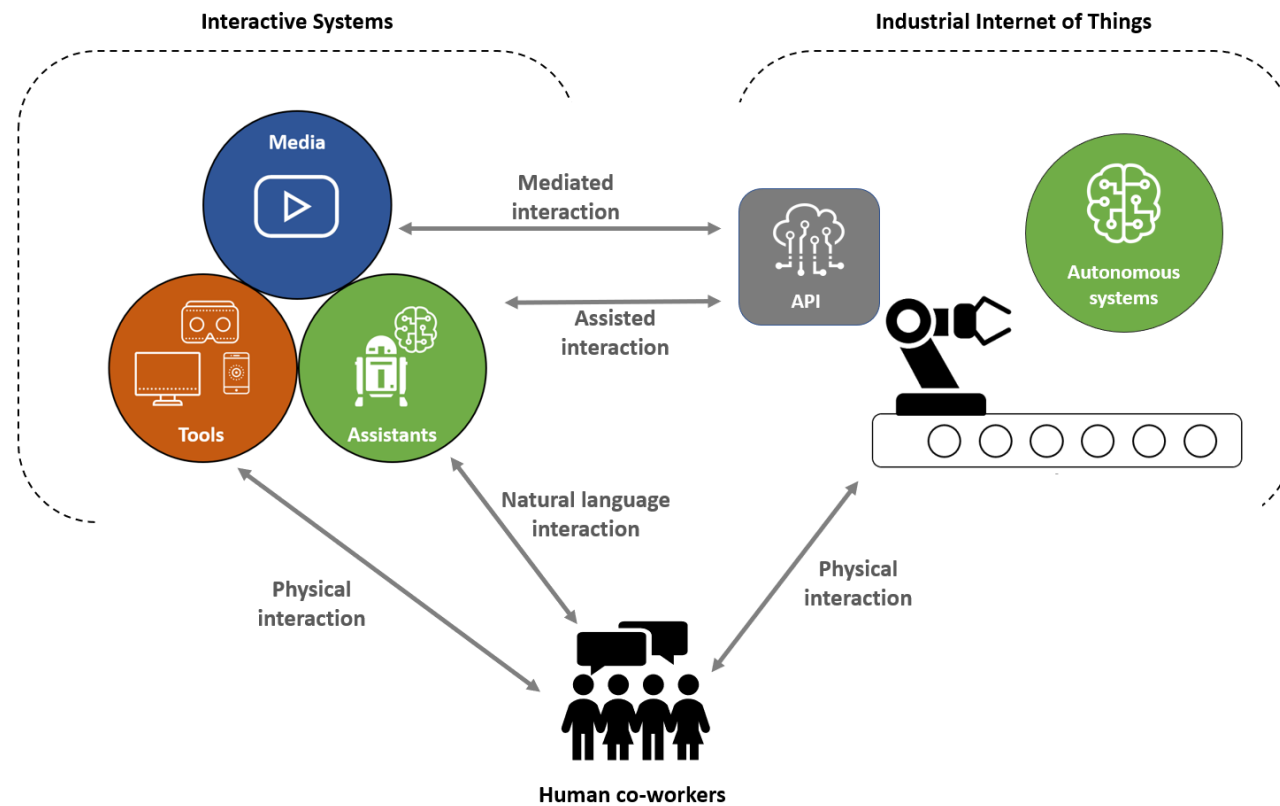 Interactive Systems
Industrial Internet of Things
Media
Mediated
interaction
API
Autonomous
systems
Assisted
interaction
Tools
Assistants
Natural language
interaction
Physical
interaction
Physical
interaction
Human co-workers